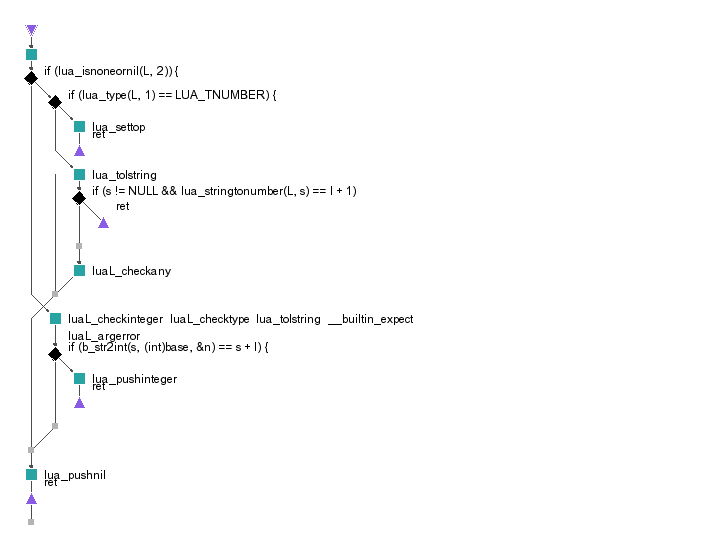 if (lua_isnoneornil(L, 2)) {
if (lua_type(L, 1) == LUA_TNUMBER) {
lua_settop
ret
lua_tolstring
if (s != NULL && lua_stringtonumber(L, s) == l + 1)
ret
luaL_checkany
luaL_checkinteger luaL_checktype lua_tolstring __builtin_expect
luaL_argerror
if (b_str2int(s, (int)base, &n) == s + l) {
lua_pushinteger
ret
lua_pushnil
ret